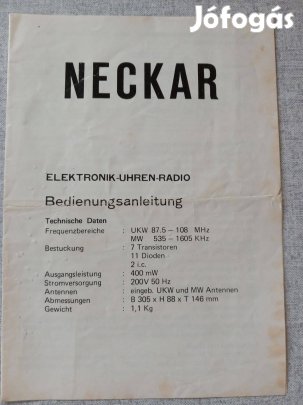 Jófogás
NECKAR
ELEKTRONIK-UHREN-RADIO
Bedienungsanleitung
Technische Daten
Frequenzbereiche : UKW 87.5 – 108 MHz
MW 535 – 1605 KHz
Bestuckung : 7 Transistoren
11 Dioden
2 i.c.
Ausgangsleistung : 400 mW
Stromversorgung : 200V 50 Hz
Antennen : eingeb. UKW und MW Antennen
Abmessungen : B 305 x H 88 x T 146 mm
Gewicht : 1,1 Kg